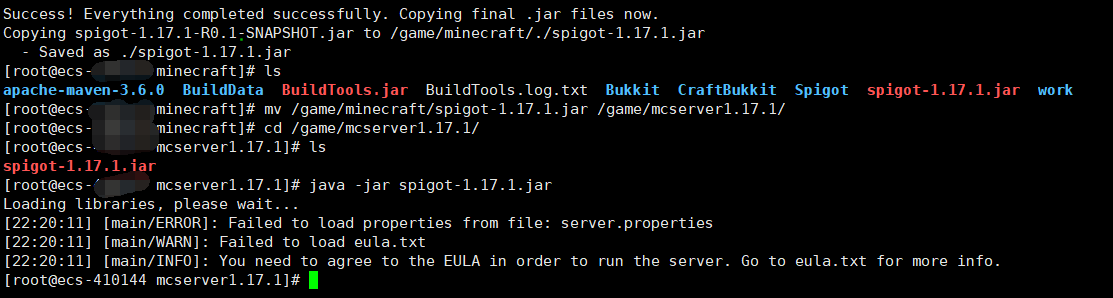 Success! Everything completed successfully. Copying final .jar files now.
Copying spigot-1.17.1-R0.1-SNAPSHOT.jar to /game/minecraft/./spigot-1.17.1.jar
  - Saved as ./spigot-1.17.1.jar
[root@ecs- minecraft]# ls
apache-maven-3.6.0  BuildData  BuildTools.jar  BuildTools.log.txt  Bukkit  CraftBukkit  Spigot  spigot-1.17.1.jar  work
[root@ecs- minecraft]# mv /game/minecraft/spigot-1.17.1.jar /game/mcserver1.17.1/
[root@ecs- minecraft]# cd /game/mcserver1.17.1/
[root@ecs- mcserver1.17.1]# ls
spigot-1.17.1.jar
[root@ecs- mcserver1.17.1]# java -jar spigot-1.17.1.jar
Loading libraries, please wait...
[22:20:11] [main/ERROR]: Failed to load properties from file: server.properties
[22:20:11] [main/WARN]: Failed to load eula.txt
[22:20:11] [main/INFO]: You need to agree to the EULA in order to run the server. Go to eula.txt for more info.
[root@ecs-410144 mcserver1.17.1]#